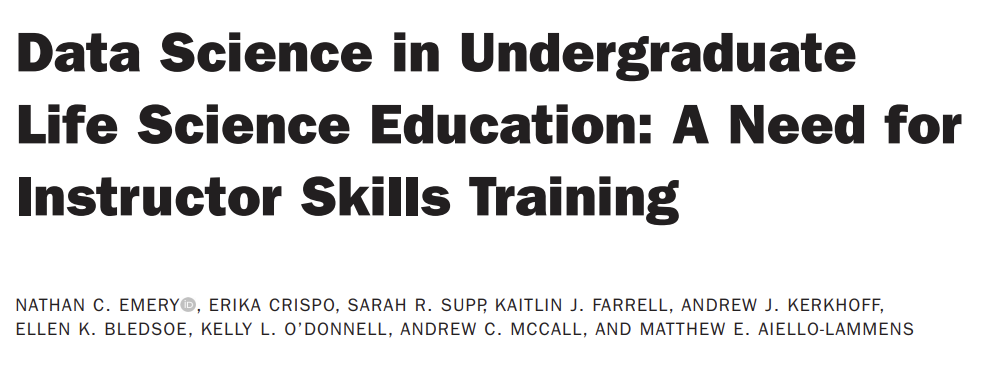 Data Science in Undergraduate
Life Science Education: A Need for
Instructor Skills Training
NATHAN C. EMERY iD, ERIKA CRISPO, SARAH R. SUPP, KAITLIN J. FARRELL, ANDREW J. KERKHOFF,
ELLEN K. BLEDSOE, KELLY L. O'DONNELL, ANDREW C. MCCALL, AND MATTHEW E. AIELLO-LAMMENS